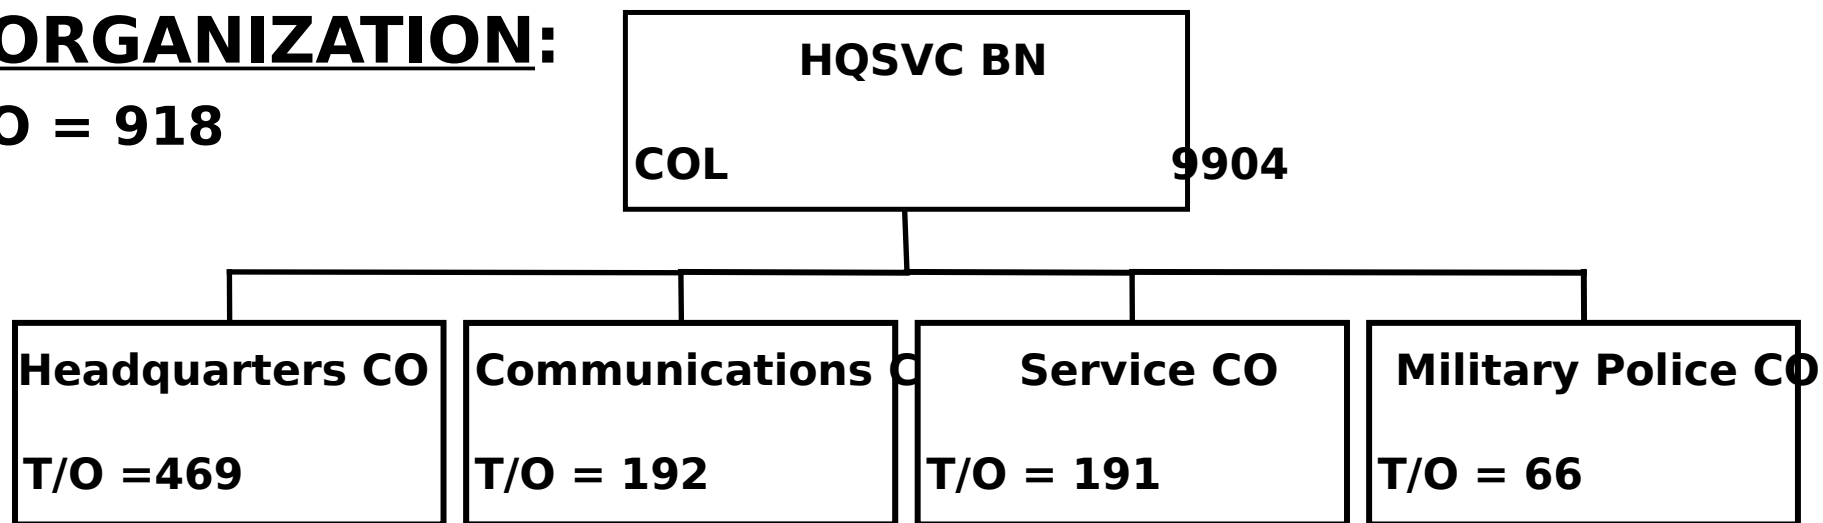 ORGANIZATION:
O = 918
HQSVC BN
COL 9904
Headquarters CO
T/O =469
Communications C
T/O = 192
Service CO
T/O = 191
Military Police CO
T/O = 66